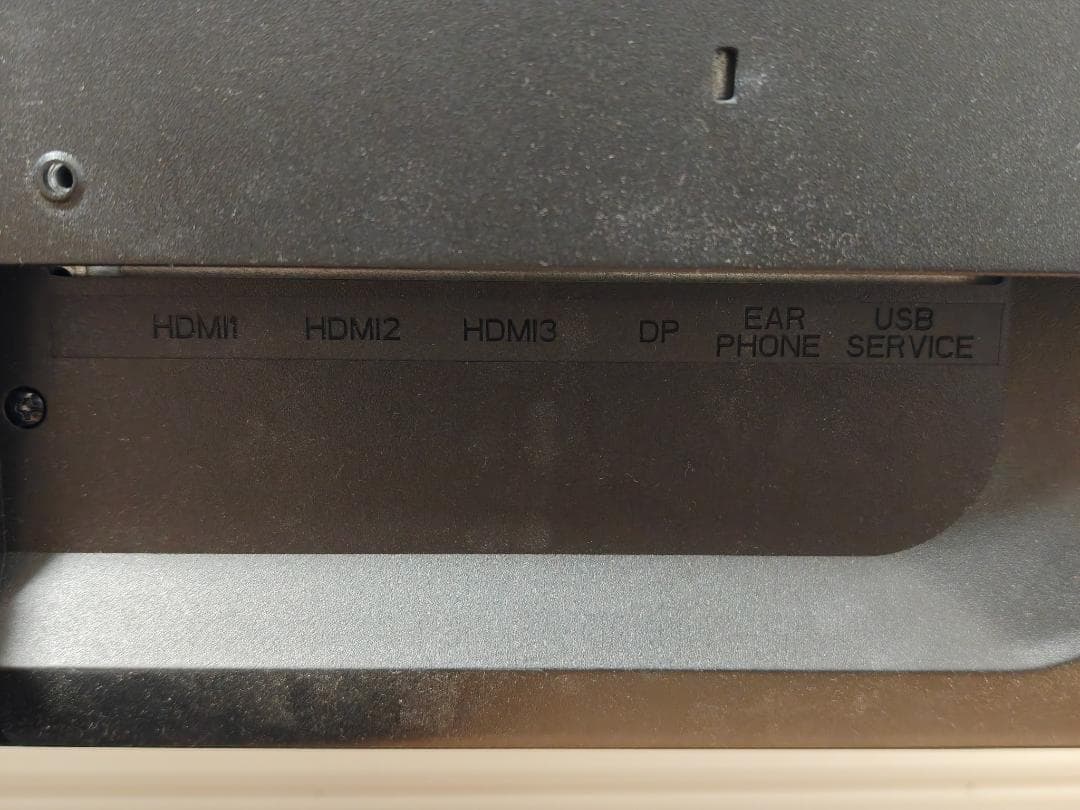 HDMI1 HDMI2 HDMI3 DP EAR PHONE USB SERVICE